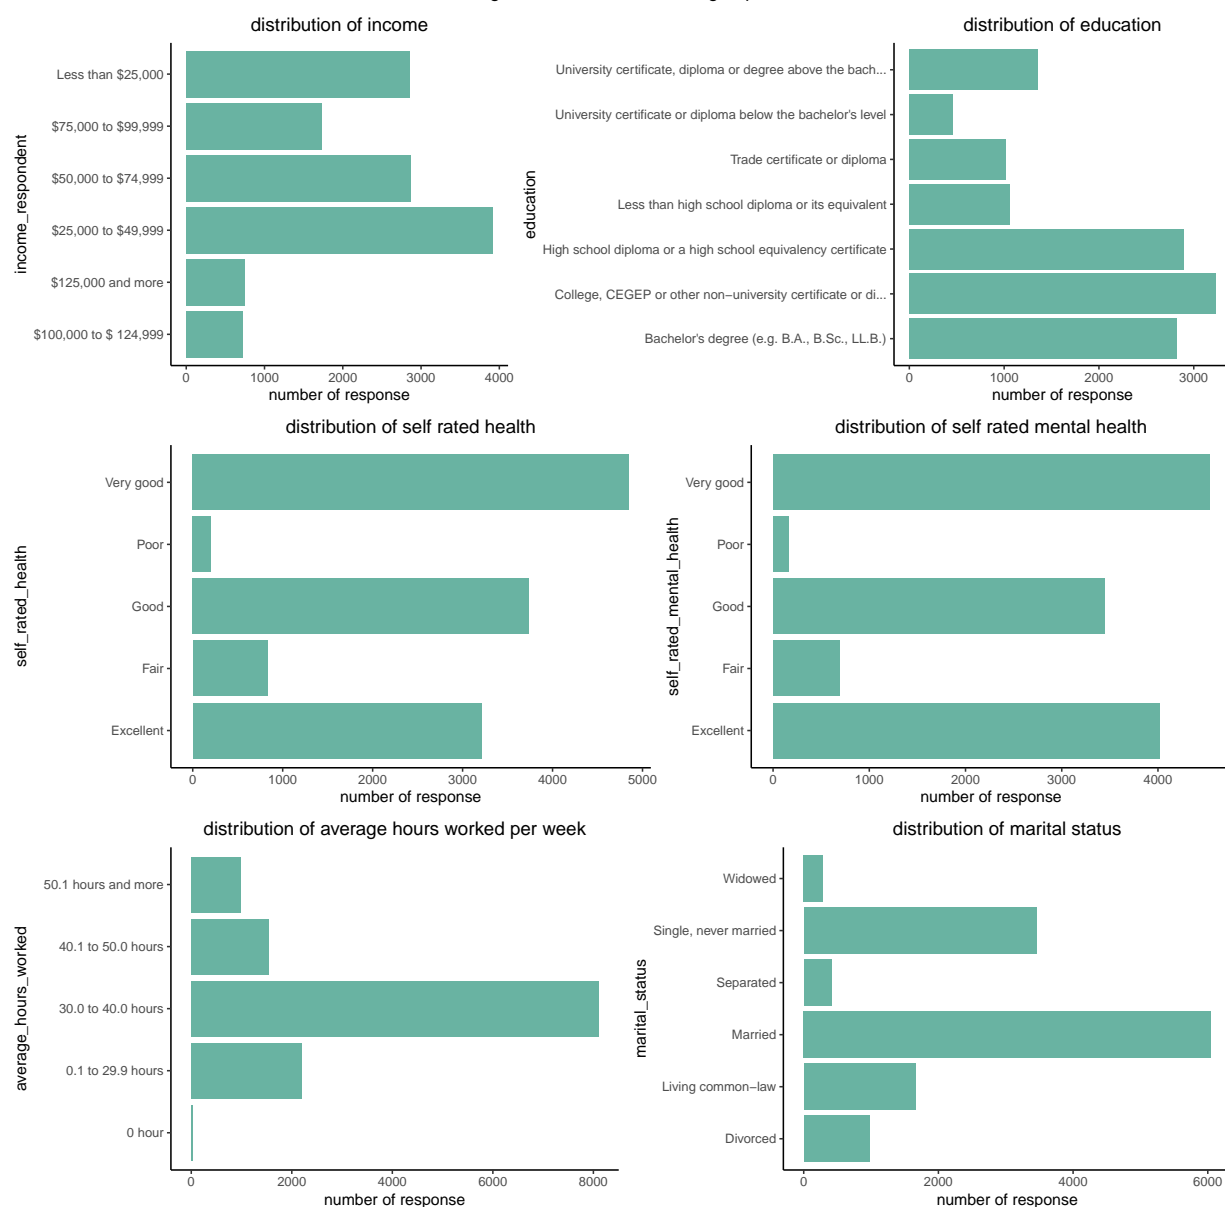 distribution of income
income_respondent
Less than $25,000
$75,000 to $99,999
$50,000 to $74,999
$25,000 to $49,999
$125,000 and more
$100,000 to $ 124,999
0 1000 2000 3000 4000
number of response
distribution of education
education
University certificate, diploma or degree above the bach...
University certificate or diploma below the bachelor's level
Trade certificate or diploma
Less than high school diploma or its equivalent
High school diploma or a high school equivalency certificate
College, CEGEP or other non−university certificate or di...
Bachelor's degree (e.g. B.A., B.Sc., LL.B.)
0 1000 2000 3000
number of response
distribution of self rated health
self_rated_health
Very good
Poor
Good
Fair
Excellent
0 1000 2000 3000 4000 5000
number of response
distribution of self rated mental health
self_rated_mental_health
Very good
Poor
Good
Fair
Excellent
0 1000 2000 3000 4000
number of response
distribution of average hours worked per week
average_hours_worked
50.1 hours and more
40.1 to 50.0 hours
30.0 to 40.0 hours
0.1 to 29.9 hours
0 hour
0 2000 4000 6000 8000
number of response
distribution of marital status
marital_status
Widowed
Single, never married
Separated
Married
Living common−law
Divorced
0 2000 4000 6000
number of response